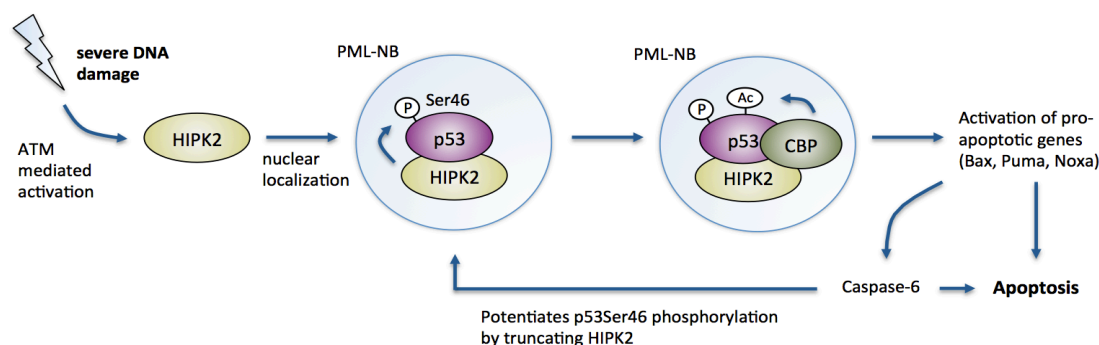 severe DNA
damage
ATM
mediated
activation
HIPK2
nuclear
localization
PML-NB
P
Ser46
p53
HIPK2
PML-NB
P
Ac
p53
CBP
HIPK2
Activation of pro-
apoptotic genes
(Bax, Puma, Noxa)
Caspase-6
Apoptosis
Potentiates p53Ser46 phosphorylation
by truncating HIPK2